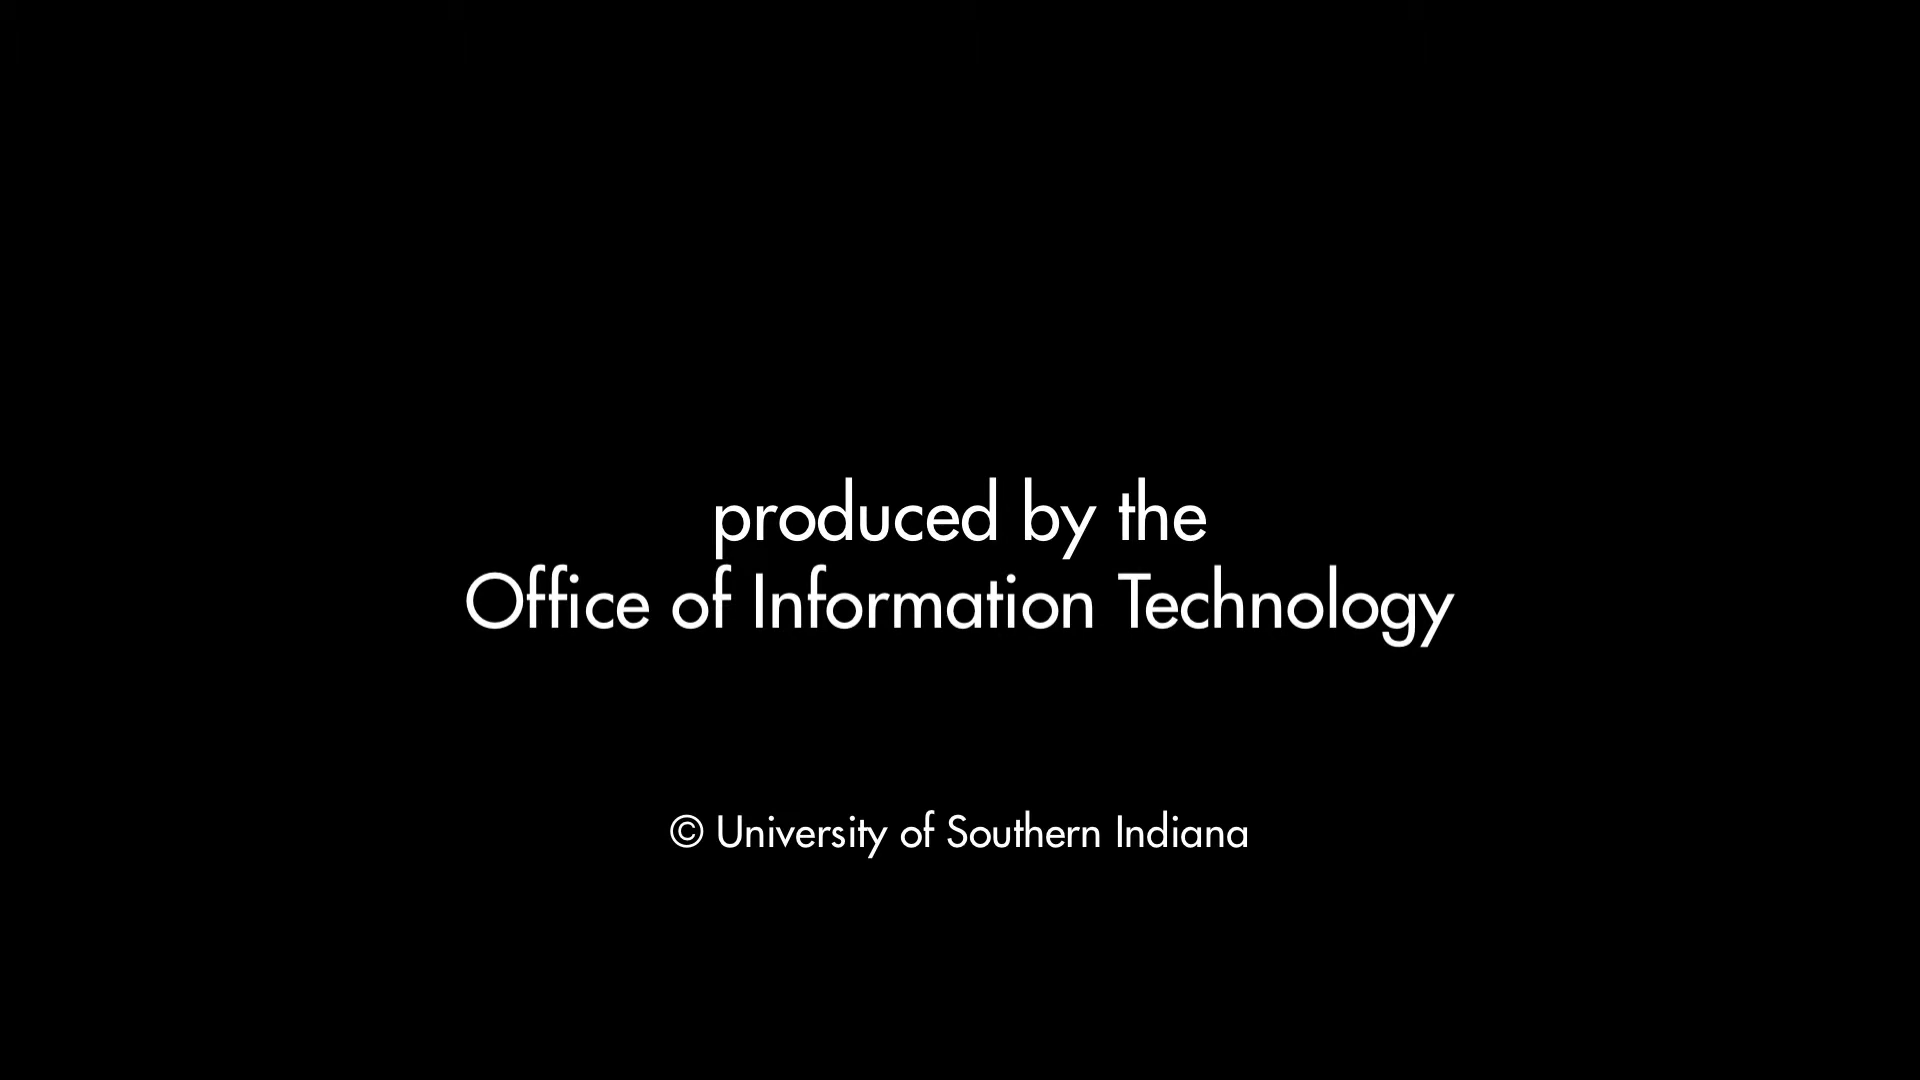 produced by the
Office of Information Technology
© University of Southern Indiana